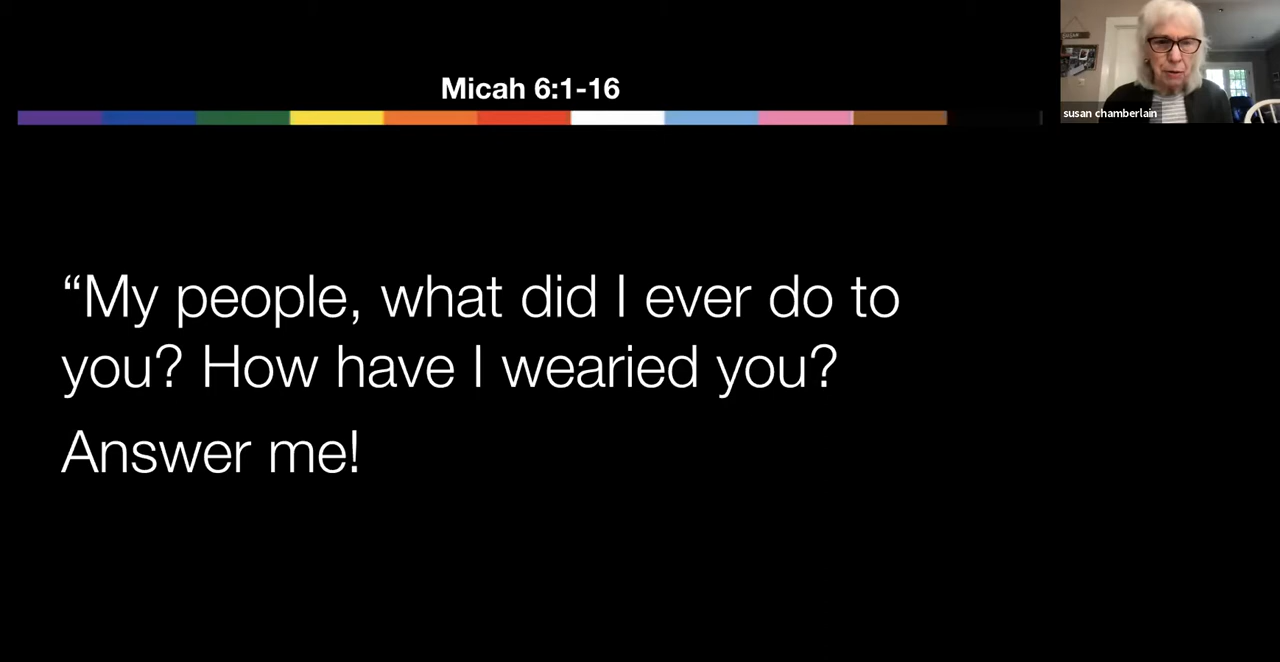 Micah 6:1-16
SUSAN
susan chamberlain
“My people, what did I ever do to
you? How have I wearied you?
Answer me!